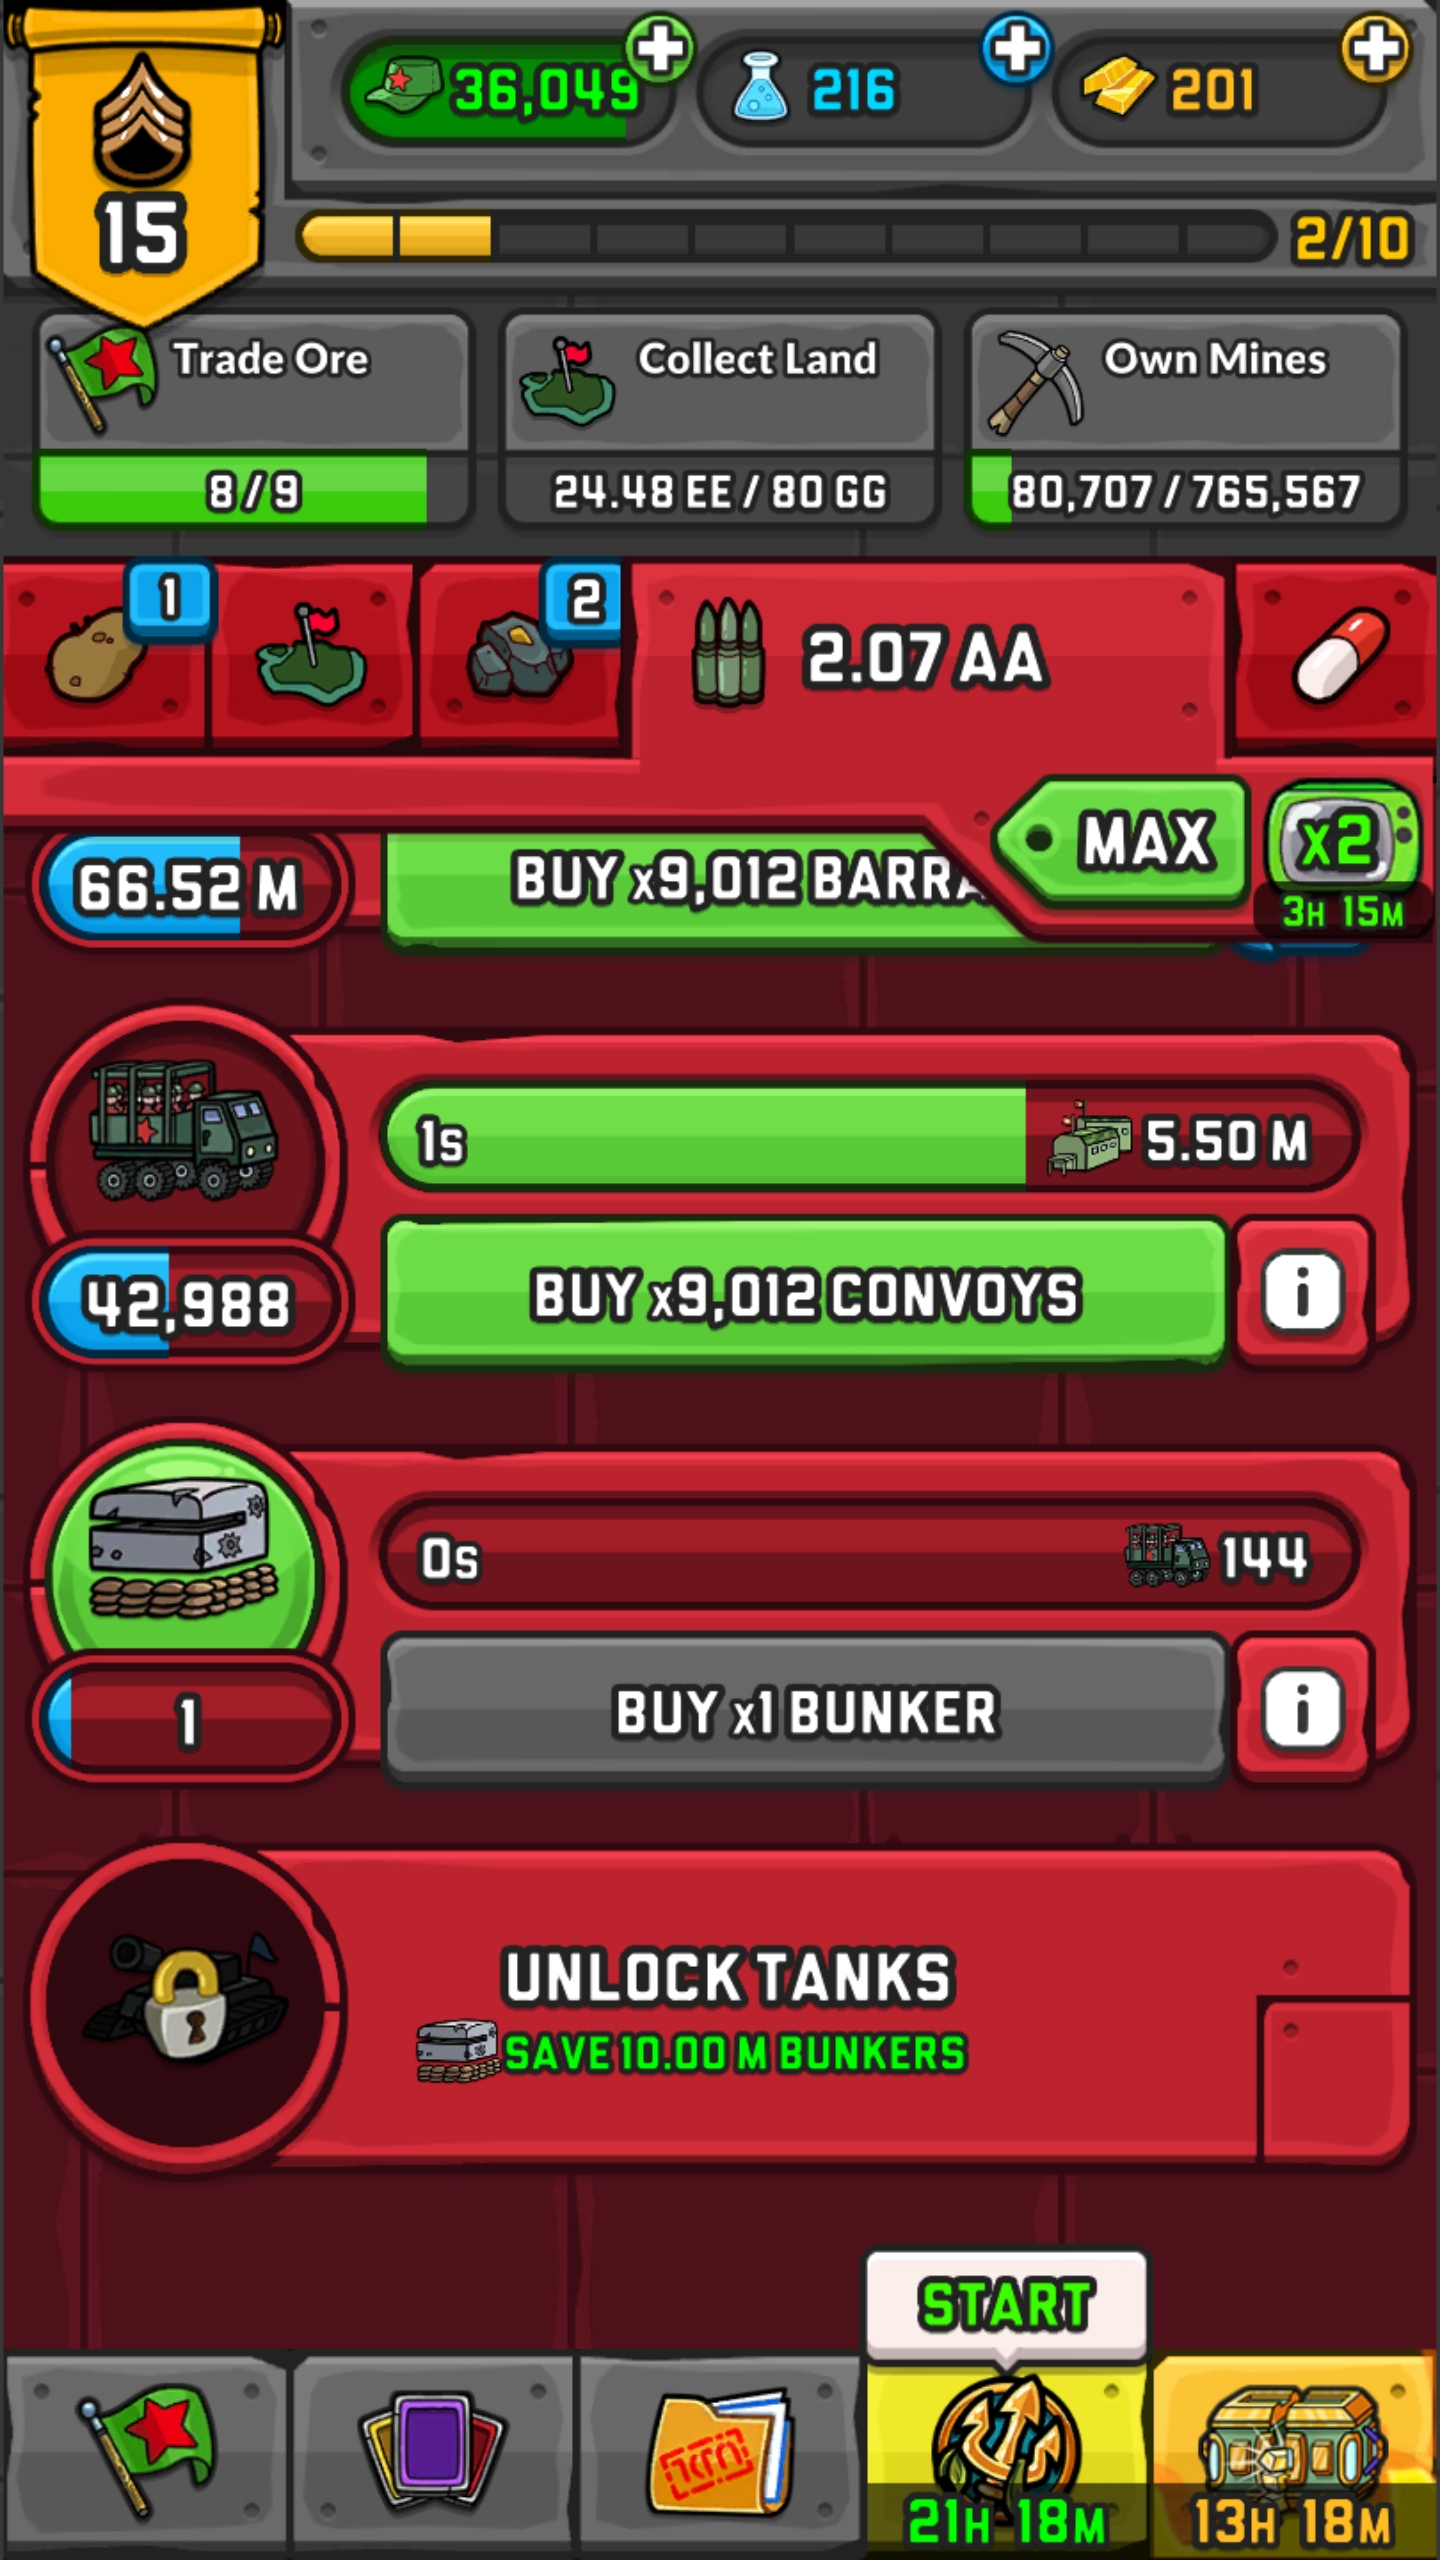 36,049
216
201
15
2/10
Trade Ore
Collect Land
Own Mines
8/9
24.48 EE / 80 GG
80,707 / 765,567
1
2
2.07 AA
MAX
x2
3H 15M
66.52 M
BUY x9,012 BARRA
1s
5.50 M
42,988
BUY x9,012 CONVOYS
i
0s
144
1
BUY x1 BUNKER
i
UNLOCK TANKS
SAVE 10.00 M BUNKERS
START
21H 18M
13H 18M